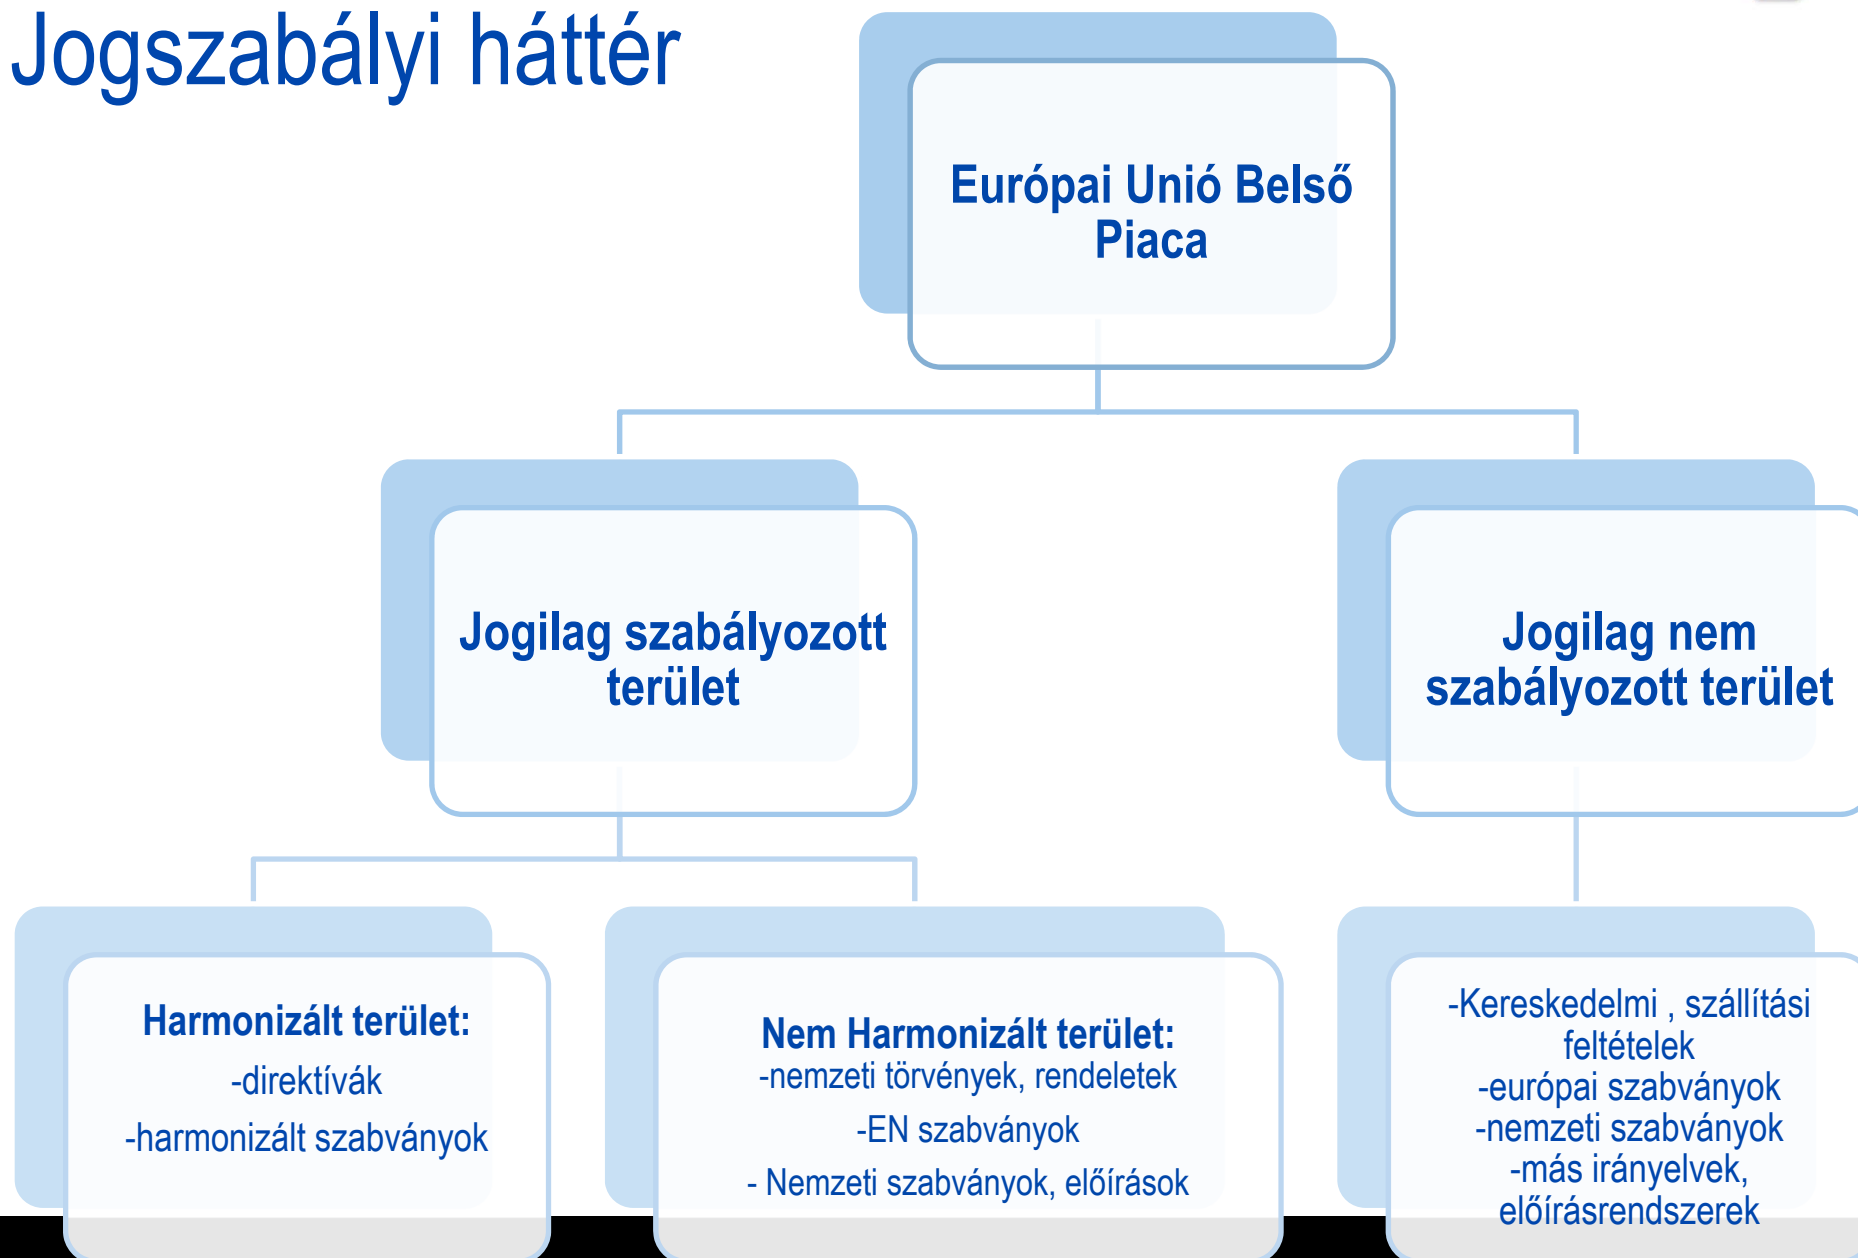 Jogszabályi háttér
Európai Unió Belső
Piaca
Jogilag szabályozott
terület
Jogilag nem
szabályozott terület
Harmonizált terület:
-direktívák
-harmonizált szabványok
Nem Harmonizált terület:
-nemzeti törvények, rendeletek
-EN szabványok
- Nemzeti szabványok, előírások
-Kereskedelmi , szállítási
feltételek
-európai szabványok
-nemzeti szabványok
-más irányelvek,
előírásrendszerek